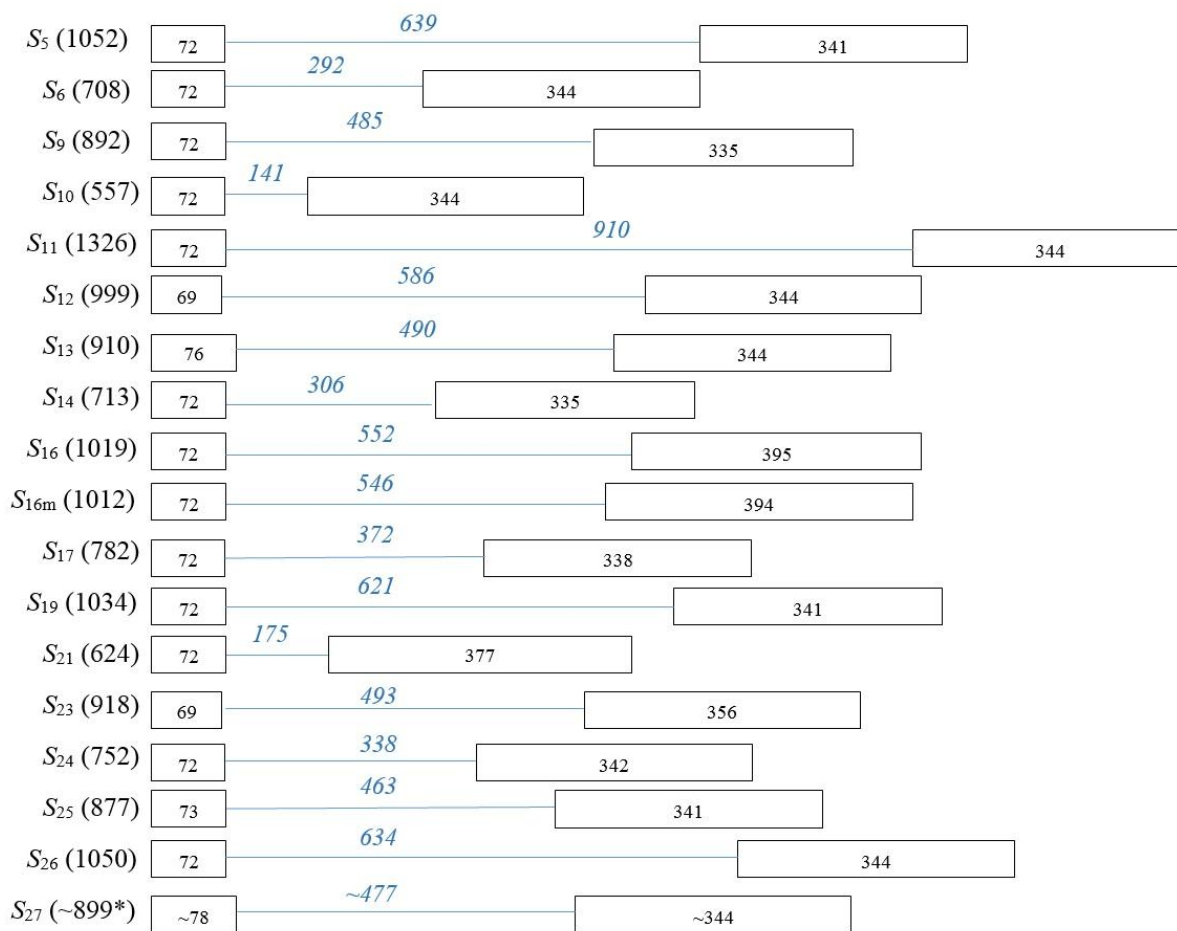 639
S5 (1052) 72 341
292
S6 (708) 72 344
485
S9 (892) 72 335
141
S10 (557) 72 344
910
S11 (1326) 72 344
586
S12 (999) 69 344
490
S13 (910) 76 344
306
S14 (713) 72 335
552
S16 (1019) 72 395
546
S16m (1012) 72 394
372
S17 (782) 72 338
621
S19 (1034) 72 341
175
S21 (624) 72 377
493
S23 (918) 69 356
338
S24 (752) 72 342
463
S25 (877) 73 341
634
S26 (1050) 72 344
~477
S27 (~899*) ~78 ~344